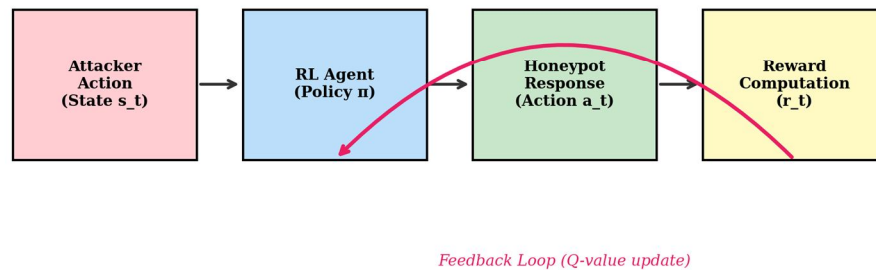 Attacker
Action
(State s_t)
RL Agent
(Policy π)
Honeypot
Response
(Action a_t)
Reward
Computation
(r_t)
Feedback Loop (Q-value update)